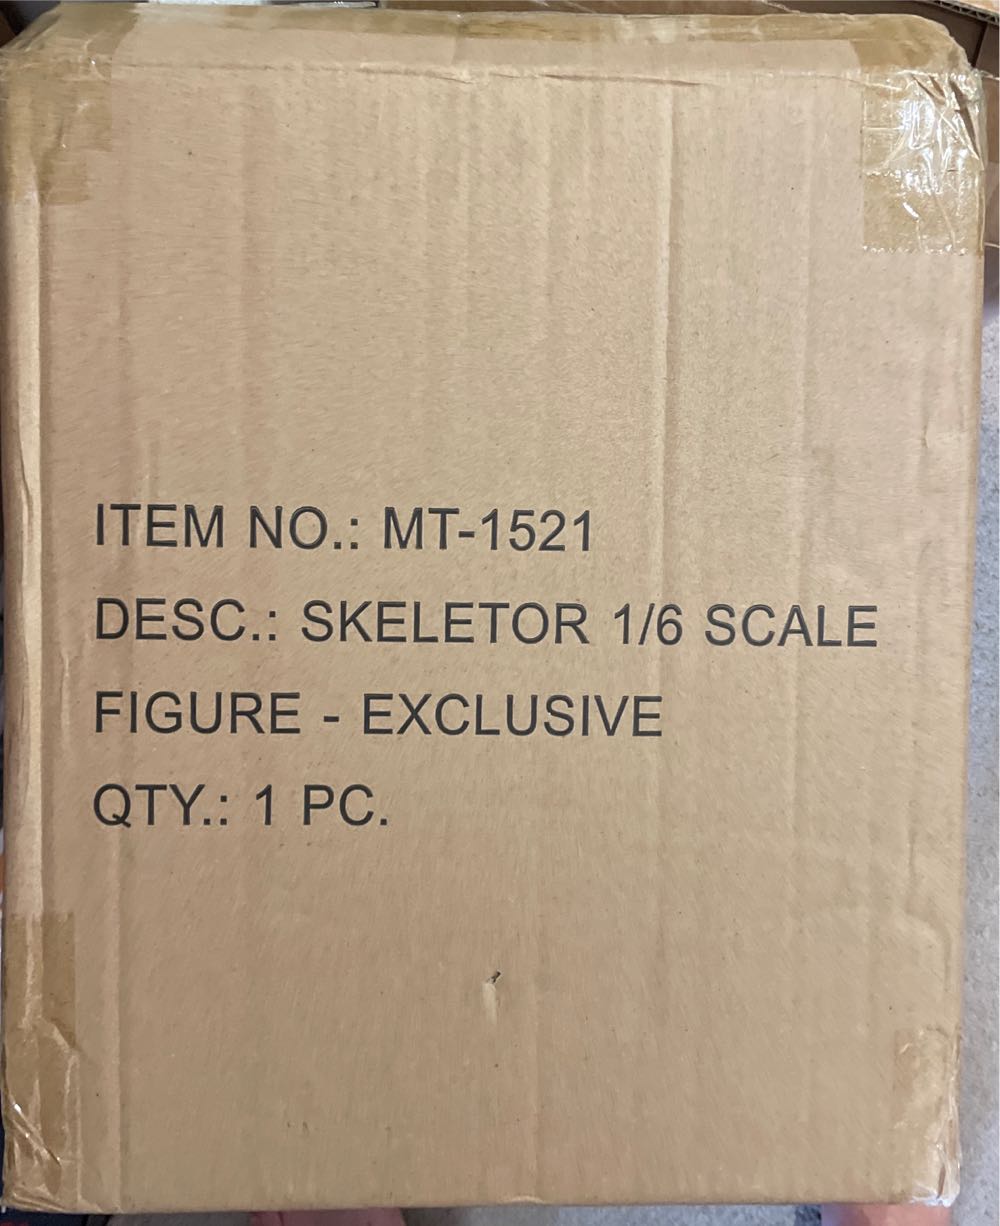 ITEM NO.: MT-1521
DESC.: SKELETOR 1/6 SCALE
FIGURE - EXCLUSIVE
QTY.: 1 PC.